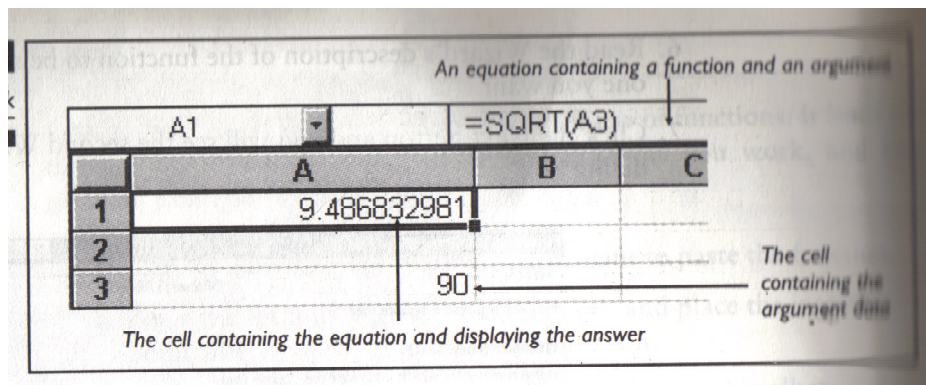 An equation containing a function and an argument
A1 =SQRT(A3)
A B C
1 9.486832981
2
3 90
The cell
containing the
argument data
The cell containing the equation and displaying the answer